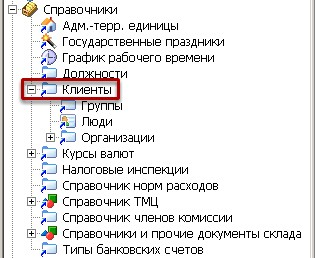 Справочники
Адм.-терр. единицы
Государственные праздники
График рабочего времени
Должности
Клиенты
Группы
Люди
Организации
Курсы валют
Налоговые инспекции
Справочник норм расходов
Справочник ТМЦ
Справочник членов комиссии
Справочники и прочие документы склада
Типы банковских счетов